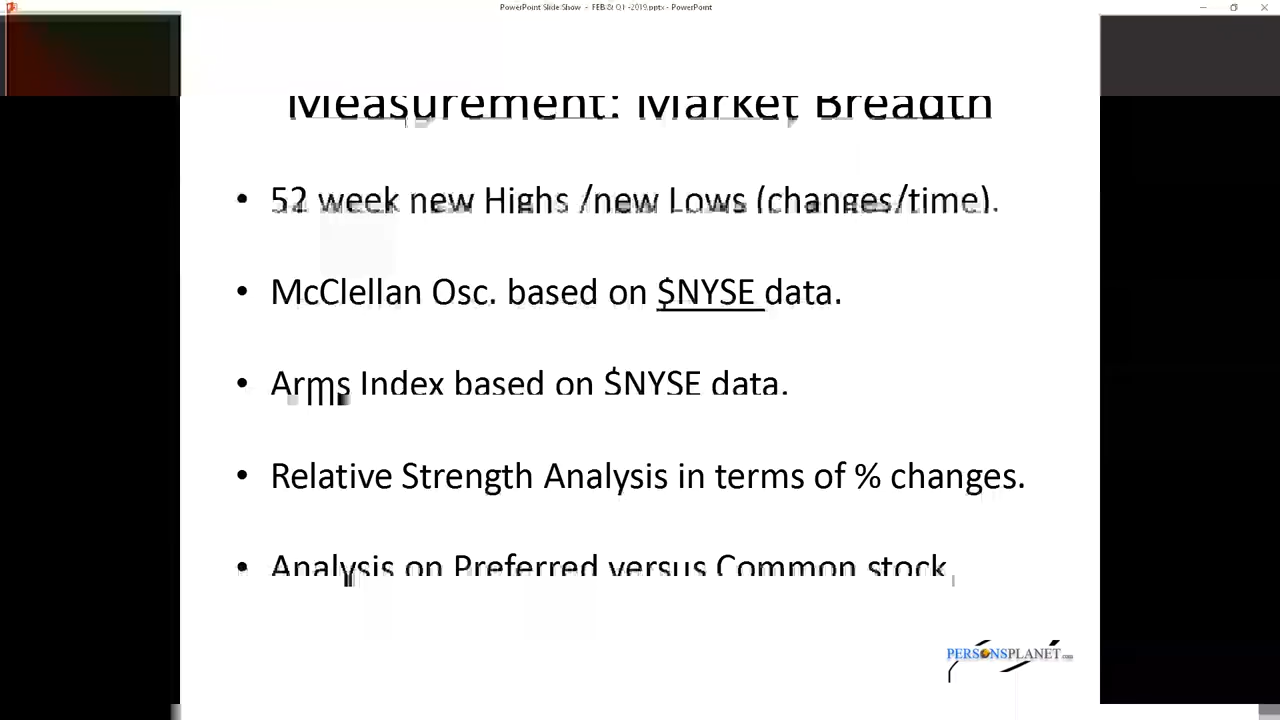 PowerPoint Slide Show - FEB & Q1 -2019.pptx - PowerPoint
Measurement: Market Breadth
• 52 week new Highs /new Lows (changes/time).
• McClellan Osc. based on $NYSE data.
• Arms Index based on $NYSE data.
• Relative Strength Analysis in terms of % changes.
• Analysis on Preferred versus Common stock
PERSONSPLANET.com